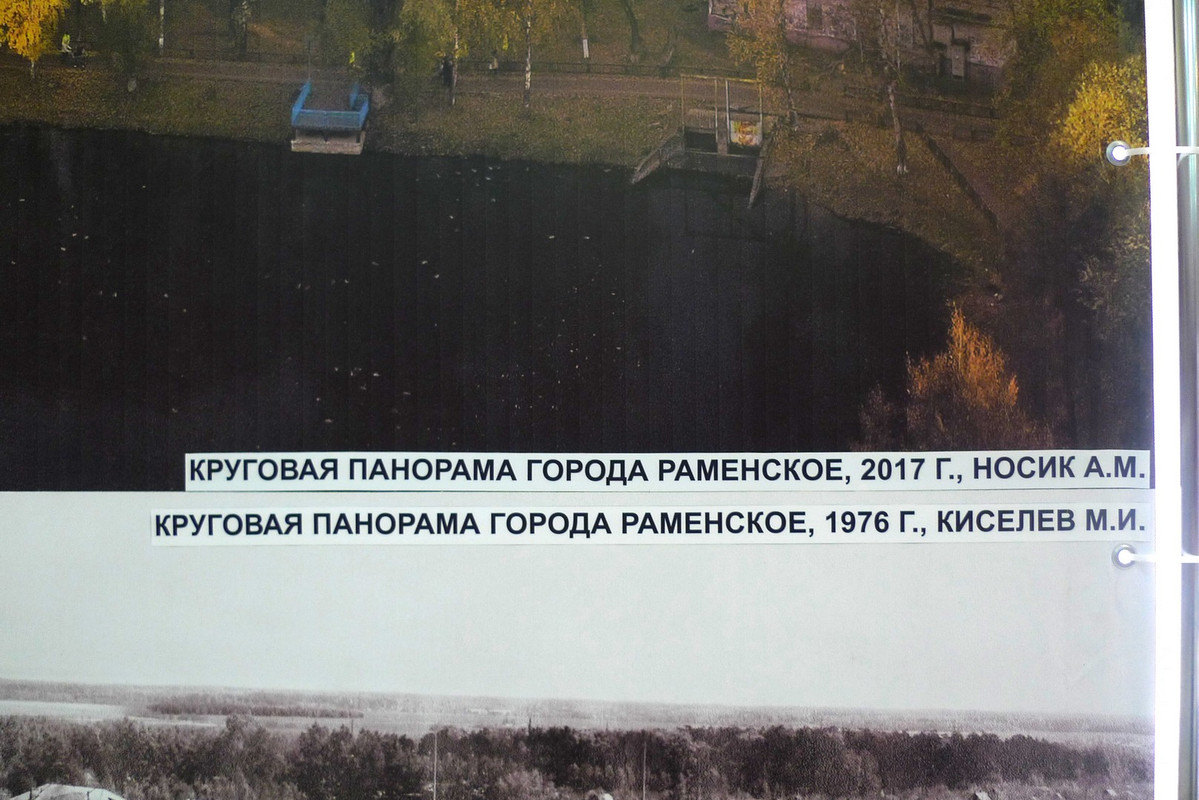 КРУГОВАЯ ПАНОРАМА ГОРОДА РАМЕНСКОЕ, 2017 Г., НОСИК А.М.
КРУГОВАЯ ПАНОРАМА ГОРОДА РАМЕНСКОЕ, 1976 Г., КИСЕЛЕВ М.И.